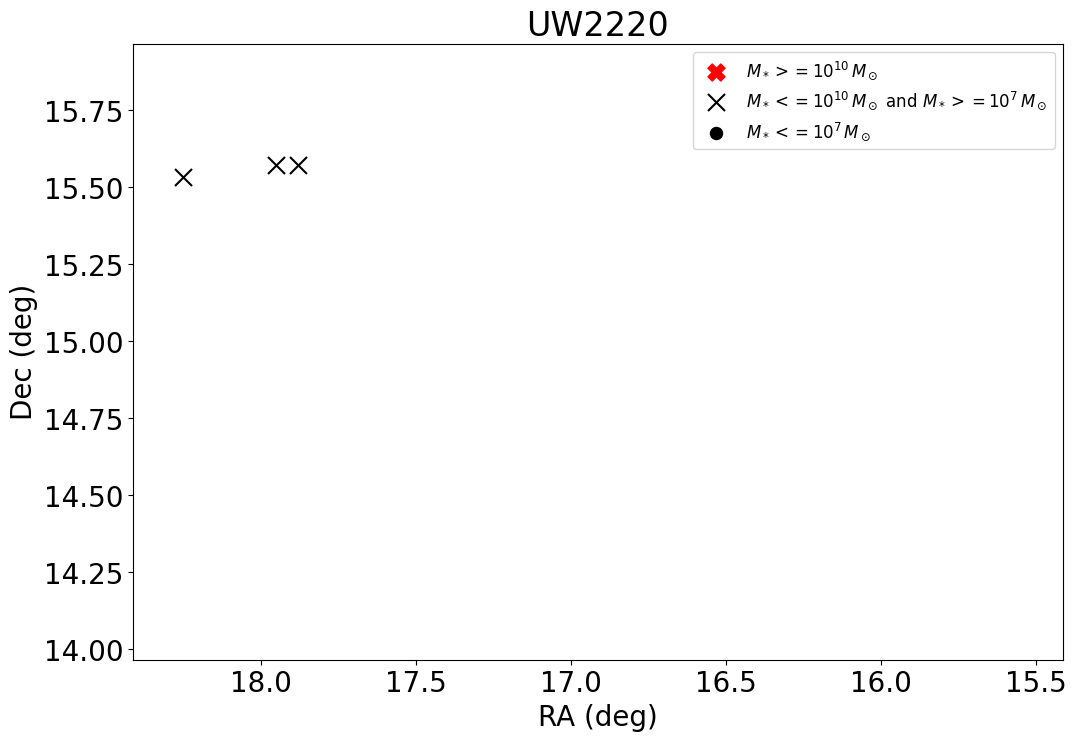 UW2220
M* >= 10^10 M⊙
M* <= 10^10 M⊙ and M* >= 10^7 M⊙
M* <= 10^7 M⊙
15.75
15.50
15.25
15.00
14.75
14.50
14.25
14.00
Dec (deg)
18.0 17.5 17.0 16.5 16.0 15.5
RA (deg)